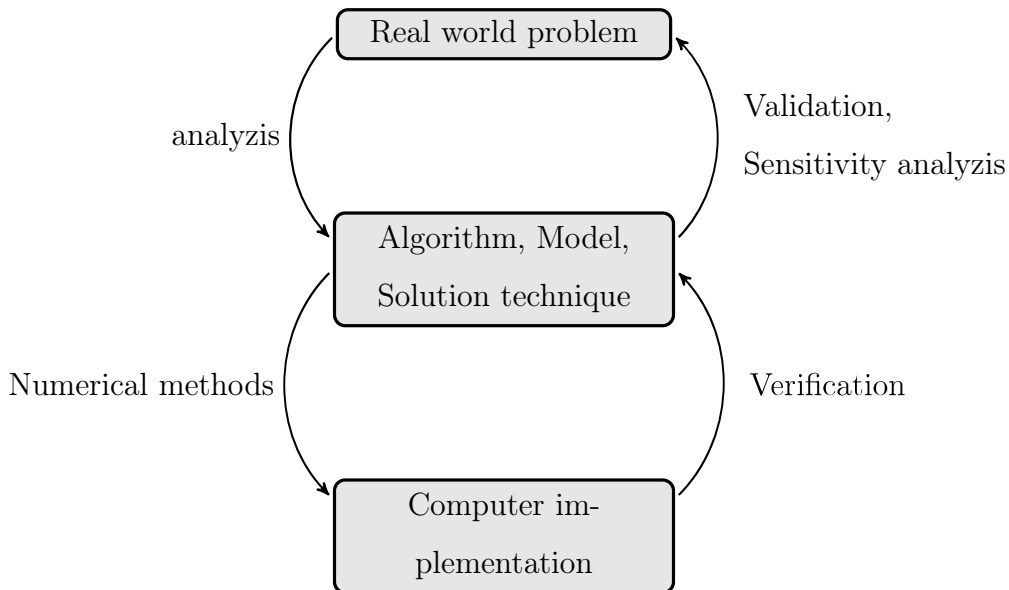 Real world problem
analyzis
Validation,
Sensitivity analyzis
Algorithm, Model,
Solution technique
Numerical methods
Verification
Computer im-
plementation